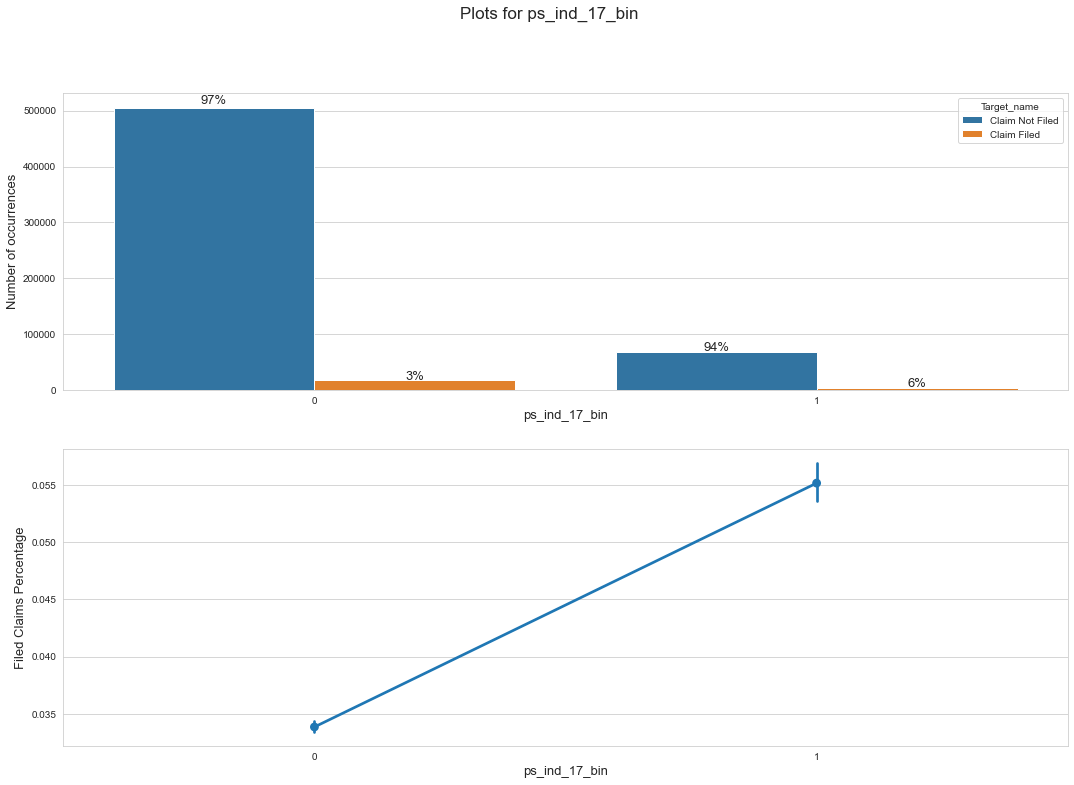 Plots for ps_ind_17_bin
Number of occurrences
500000
400000
300000
200000
100000
0
97%
3%
94%
6%
Target_name
Claim Not Filed
Claim Filed
0
1
ps_ind_17_bin
Filed Claims Percentage
0.055
0.050
0.045
0.040
0.035
0
1
ps_ind_17_bin